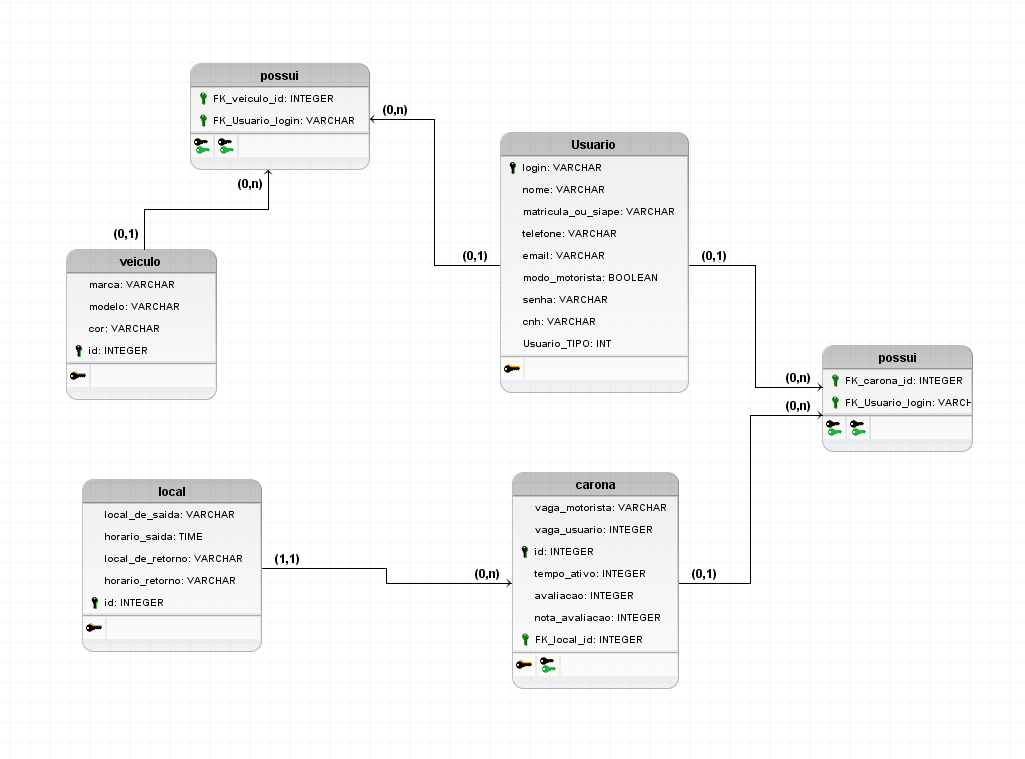 possui
FK_veiculo_id: INTEGER
FK_Usuario_login: VARCHAR
(0,n)
(0,n)
(0,1)
veiculo
marca: VARCHAR
modelo: VARCHAR
cor: VARCHAR
id: INTEGER
Usuario
login: VARCHAR
nome: VARCHAR
matricula_ou_siape: VARCHAR
telefone: VARCHAR
email: VARCHAR
modo_motorista: BOOLEAN
senha: VARCHAR
cnh: VARCHAR
Usuario_TIPO: INT
(0,1)
(0,1)
(0,n)
(0,n)
possui
FK_carona_id: INTEGER
FK_Usuario_login: VARCH
local
local_de_saida: VARCHAR
horario_saida: TIME
local_de_retorno: VARCHAR
horario_retorno: VARCHAR
id: INTEGER
(1,1)
(0,n)
carona
vaga_motorista: VARCHAR
vaga_usuario: INTEGER
id: INTEGER
tempo_ativo: INTEGER
avaliacao: INTEGER
nota_avaliacao: INTEGER
FK_local_id: INTEGER
(0,1)